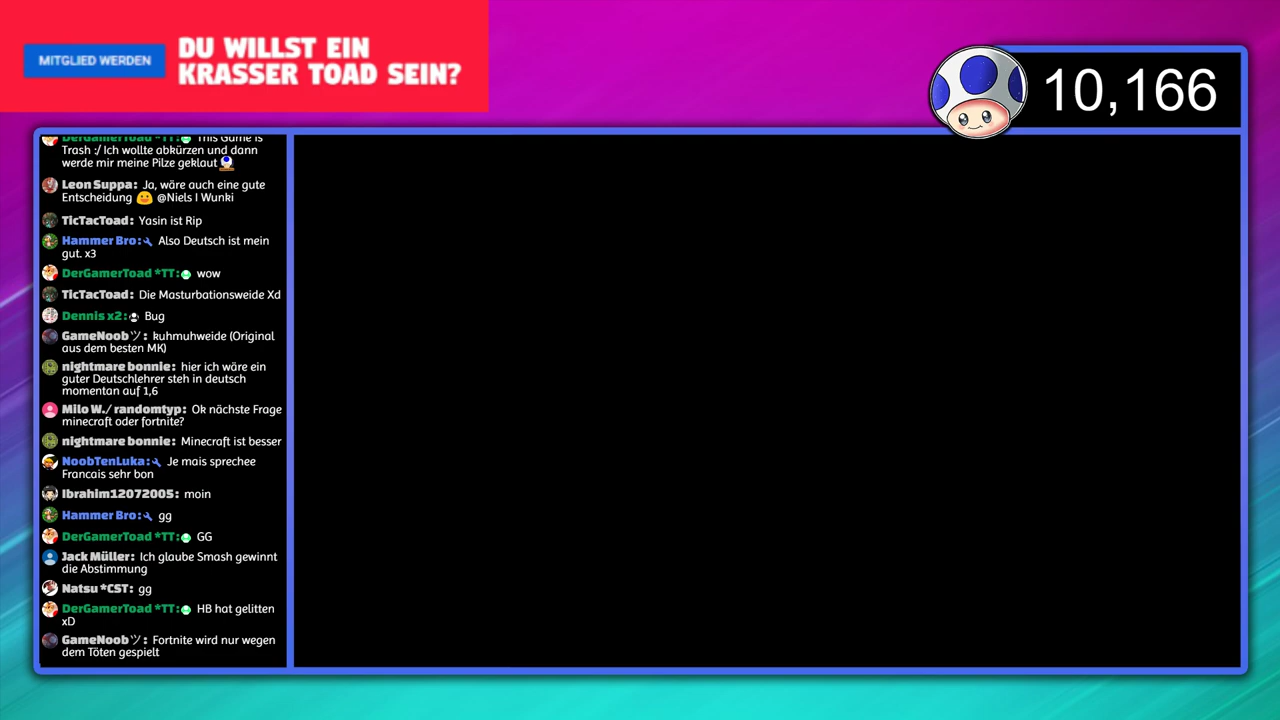 DU WILLST EIN
MITGLIED WERDEN
KRASSER TOAD SEIN?
10,166
DerGamerToad *TT: This Game is
Trash :/ Ich wollte abkürzen und dann
werde mir meine Pilze geklaut
Leon Suppa: Ja, wäre auch eine gute
Entscheidung @Niels I Wunki
TicTacToad: Yasin ist Rip
Hammer Bro: Also Deutsch ist mein
gut. x3
DerGamerToad *TT: wow
TicTacToad: Die Masturbationsweide Xd
Dennis x2: Bug
GameNoobツ: kuhmuhweide (Original
aus dem besten MK)
nightmare bonnie: hier ich wäre ein
guter Deutschlehrer steh in deutsch
momentan auf 1,6
Milo W./ randomtyp: Ok nächste Frage
minecraft oder fortnite?
nightmare bonnie: Minecraft ist besser
NoobTenLuka: Je mais sprechee
Francais sehr bon
Ibrahim12072005: moin
Hammer Bro: gg
DerGamerToad *TT: GG
Jack Müller: Ich glaube Smash gewinnt
die Abstimmung
Natsu *CST: gg
DerGamerToad *TT: HB hat gelitten
xD
GameNoobツ: Fortnite wird nur wegen
dem Töten gespielt